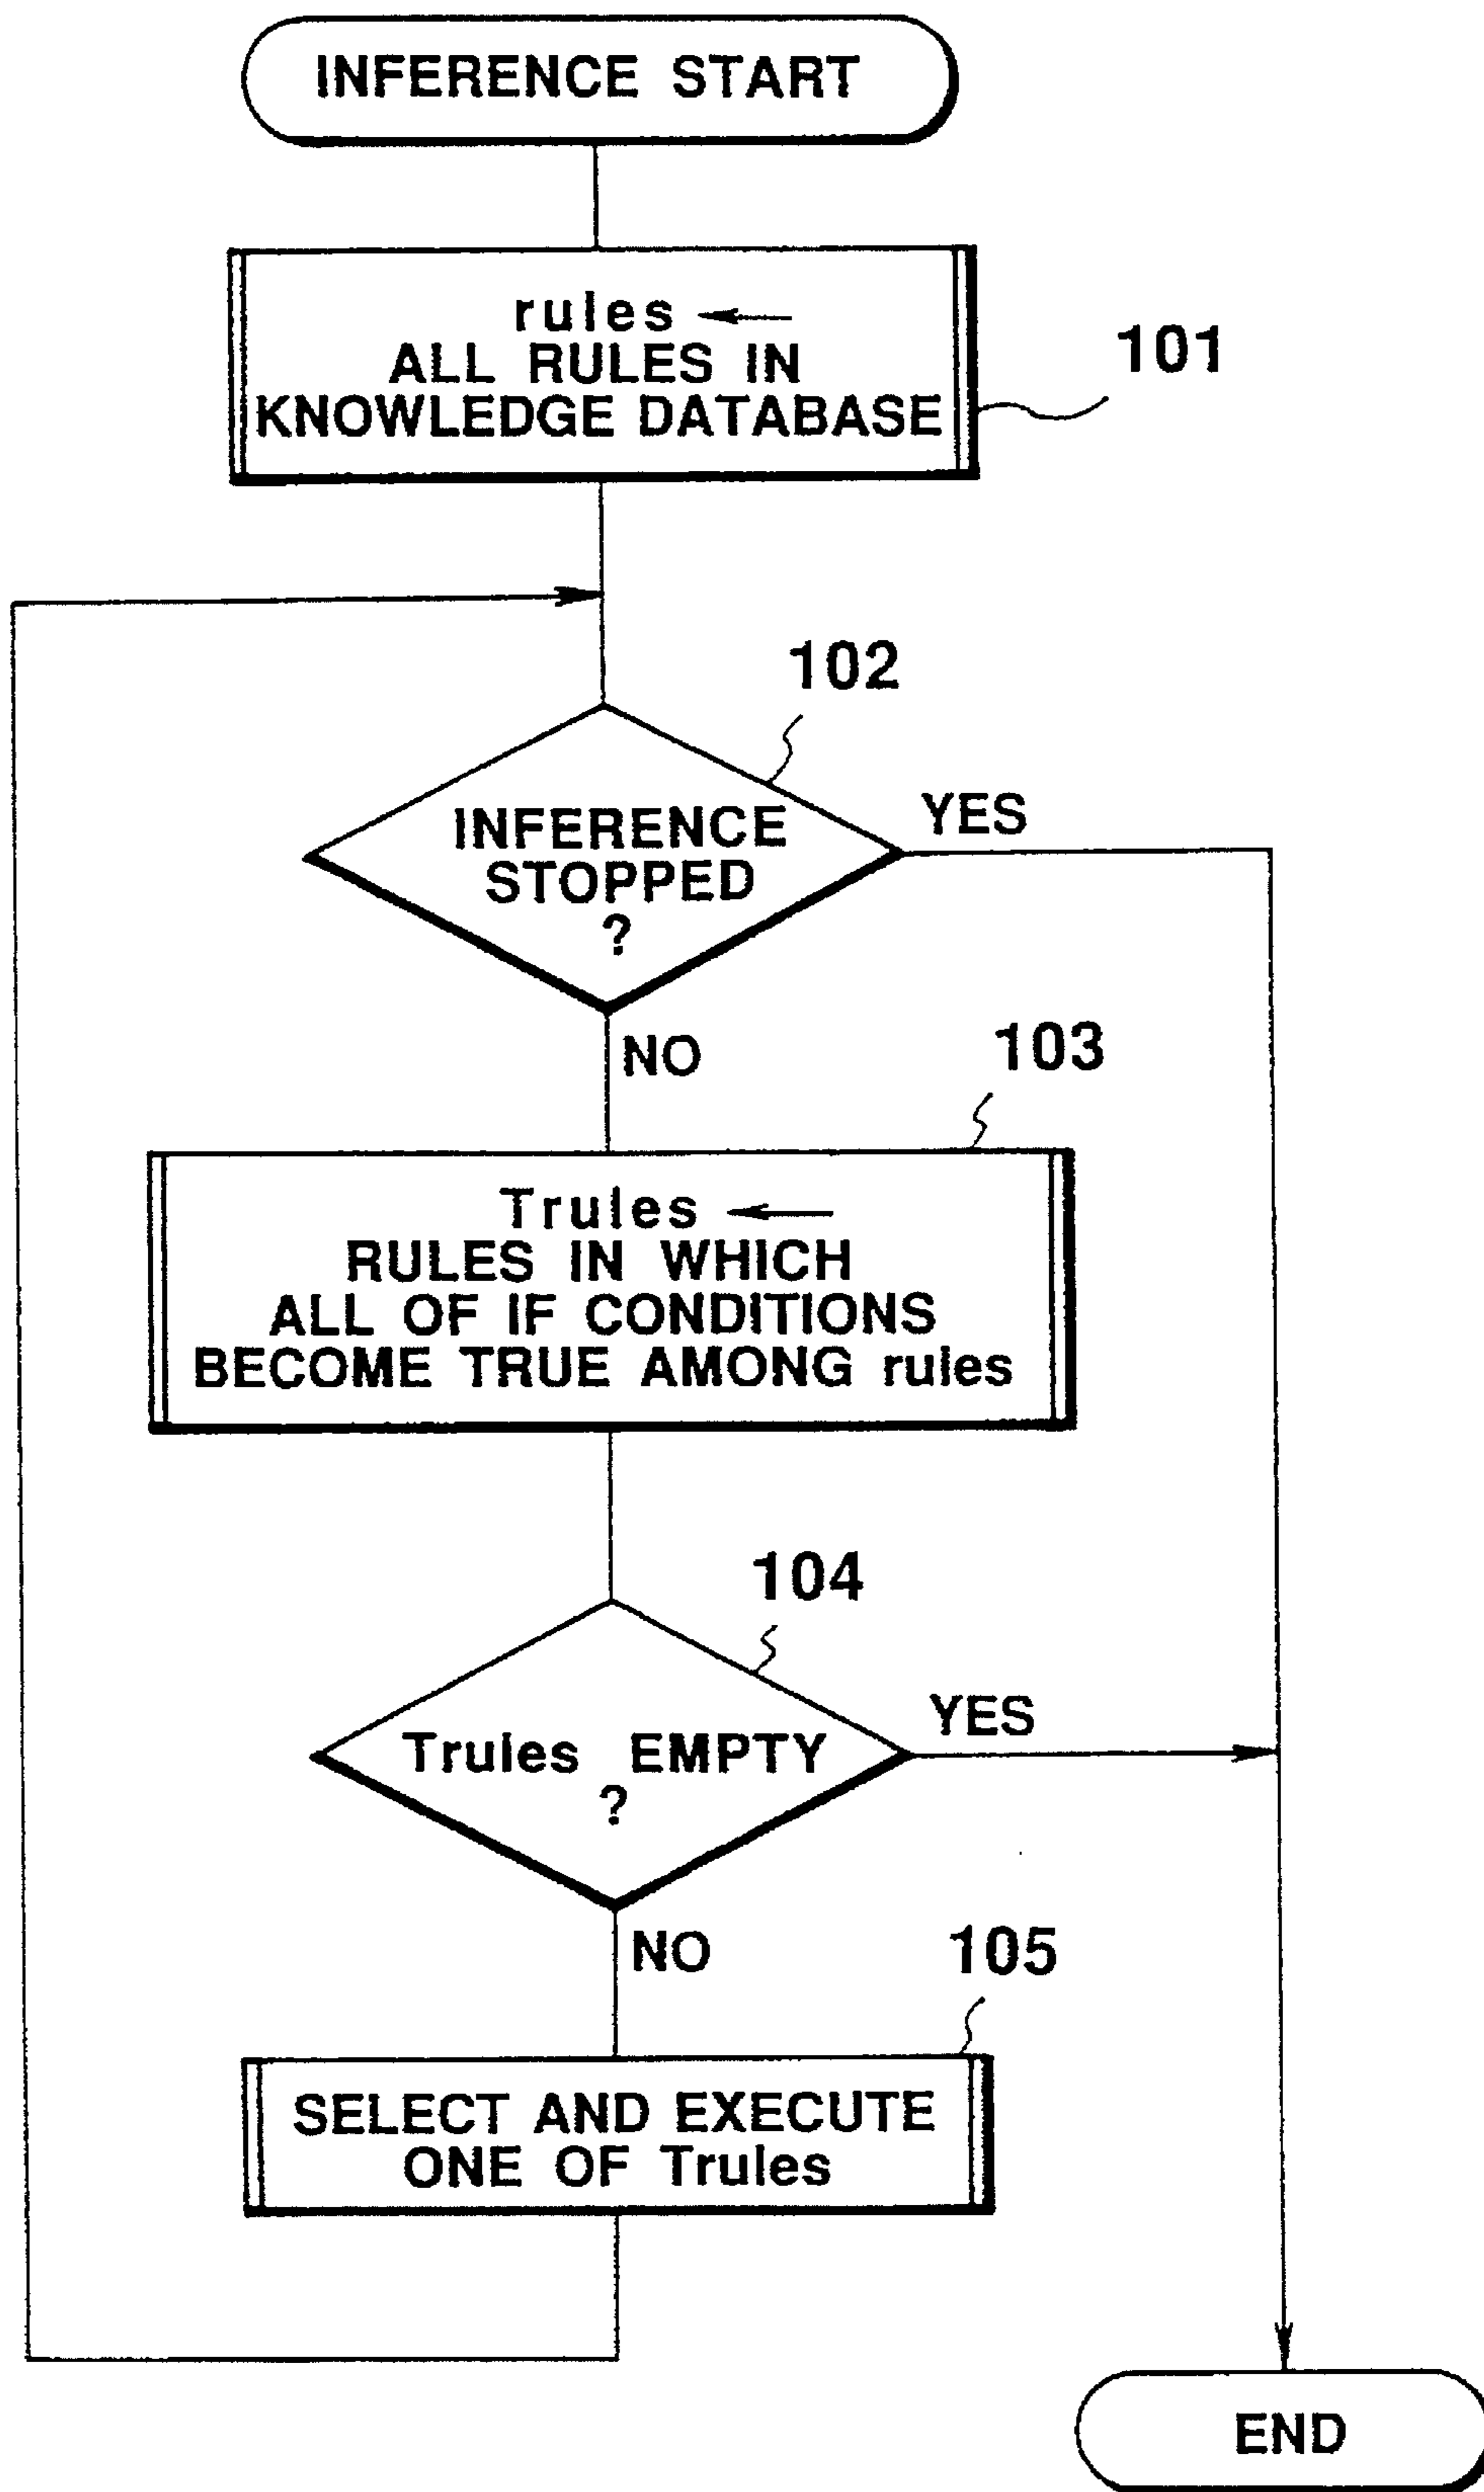 INFERENCE START
rules ←
ALL RULES IN
KNOWLEDGE DATABASE
101
102
INFERENCE
STOPPED
?
YES
NO
103
Trules ←
RULES IN WHICH
ALL OF IF CONDITIONS
BECOME TRUE AMONG rules
104
Trules EMPTY
?
YES
NO
105
SELECT AND EXECUTE
ONE OF Trules
END